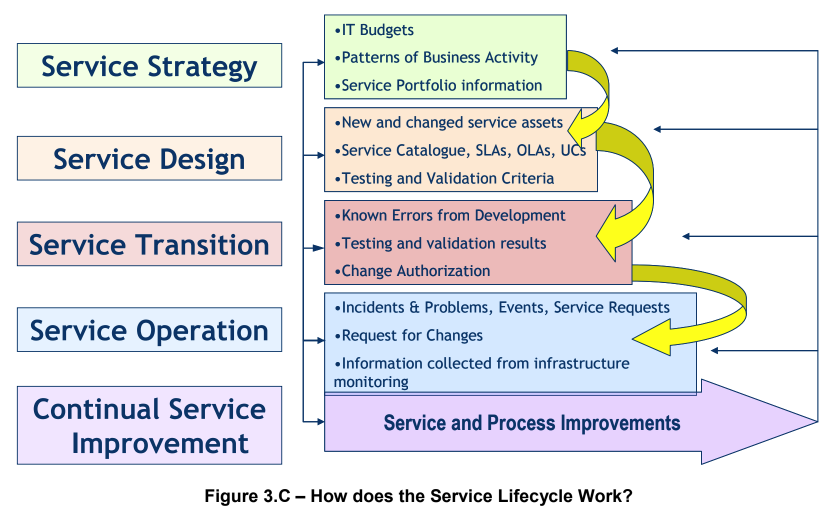 Service Strategy
•IT Budgets
•Patterns of Business Activity
•Service Portfolio information
Service Design
•New and changed service assets
•Service Catalogue, SLAs, OLAs, UCs
•Testing and Validation Criteria
Service Transition
•Known Errors from Development
•Testing and validation results
•Change Authorization
Service Operation
•Incidents & Problems, Events, Service Requests
•Request for Changes
•Information collected from infrastructure
monitoring
Continual Service
Improvement
Service and Process Improvements
Figure 3.C – How does the Service Lifecycle Work?